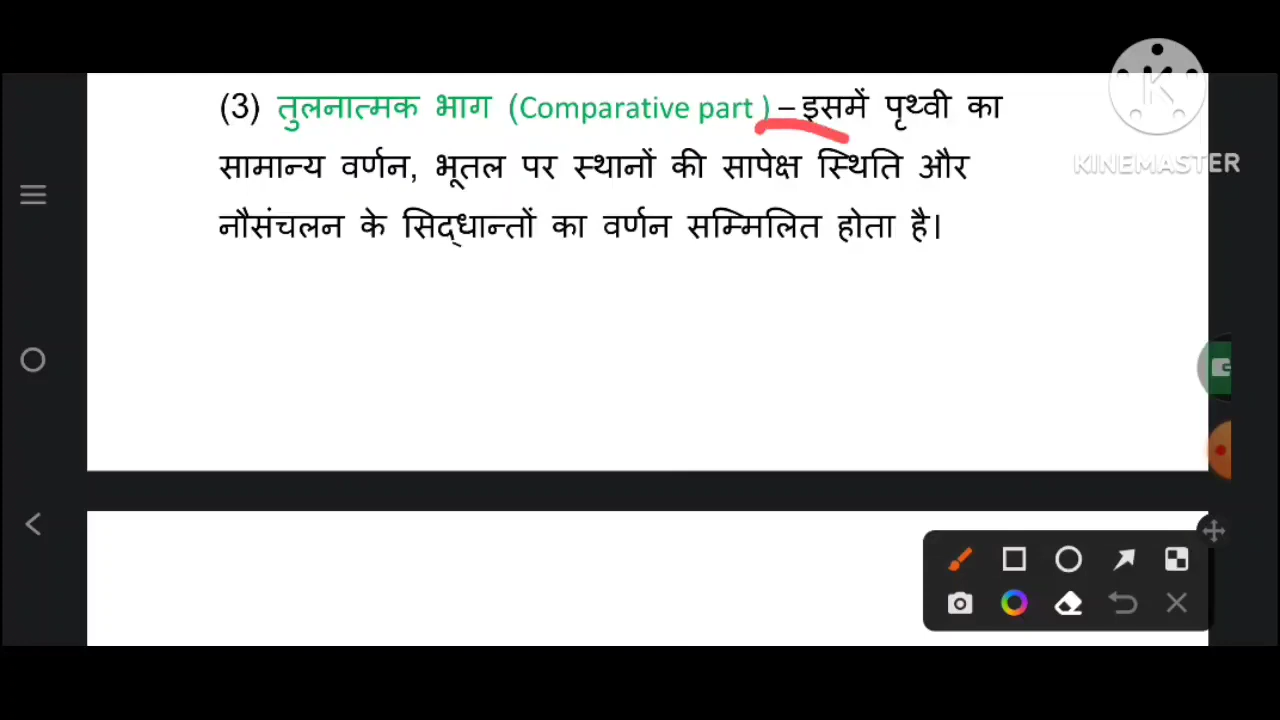 (3) तुलनात्मक भाग (Comparative part ) – इसमें पृथ्वी का
सामान्य वर्णन, भूतल पर स्थानों की सापेक्ष स्थिति और
नौसंचलन के सिद्धान्तों का वर्णन सम्मिलित होता है।
K
KINEMASTER